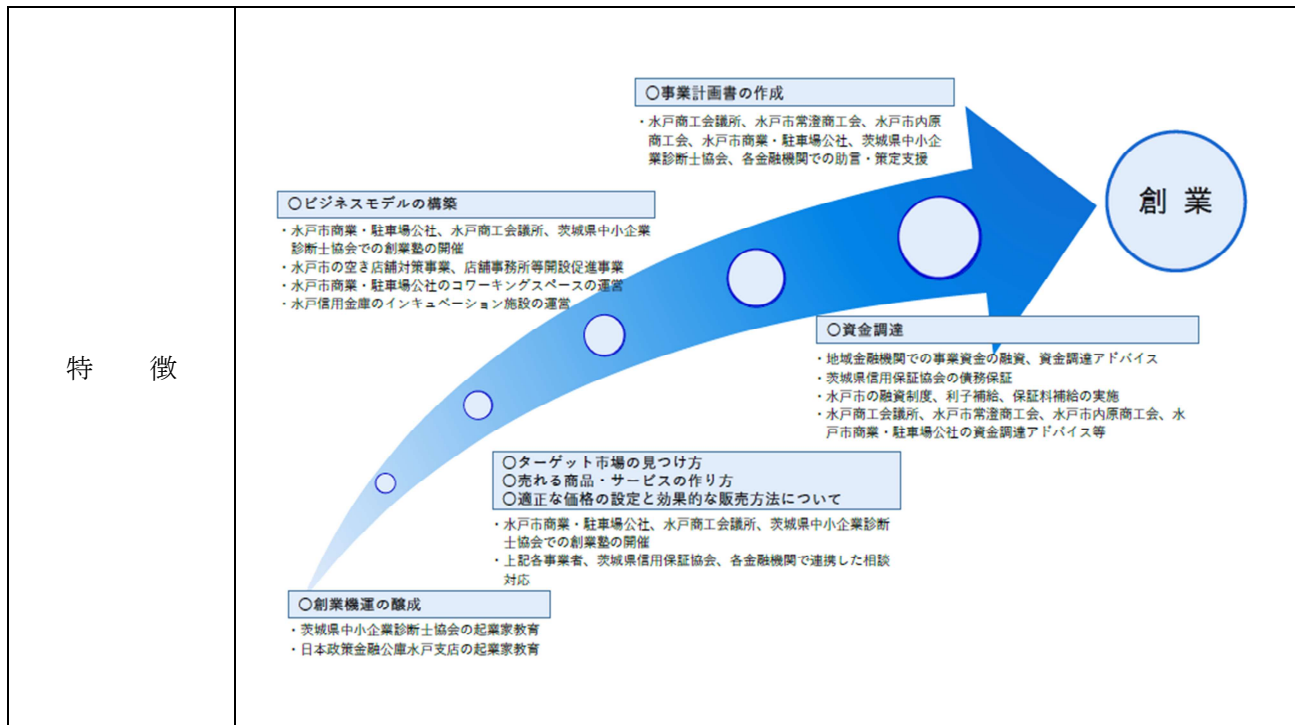 特　徴
○事業計画書の作成
・水戸商工会議所、水戸市常澄商工会、水戸市内原
商工会、水戸市商業・駐車場公社、茨城県中小企
業診断士協会、各金融機関での助言・策定支援
創 業
○ビジネスモデルの構築
・水戸市商業・駐車場公社、水戸商工会議所、茨城県中小企業
診断士協会での創業塾の開催
・水戸市の空き店舗対策事業、店舗事務所等開設促進事業
・水戸市商業・駐車場公社のコワーキングスペースの運営
・水戸信用金庫のインキュベーション施設の運営
○資金調達
・地域金融機関での事業資金の融資、資金調達アドバイス
・茨城県信用保証協会の債務保証
・水戸市の融資制度、利子補給、保証料補給の実施
・水戸商工会議所、水戸市常澄商工会、水戸市内原商工会、水
戸市商業・駐車場公社の資金調達アドバイス等
○ターゲット市場の見つけ方
○売れる商品・サービスの作り方
○適正な価格の設定と効果的な販売方法について
・水戸市商業・駐車場公社、水戸商工会議所、茨城県中小企業診断
士協会での創業塾の開催
・上記各事業者、茨城県信用保証協会、各金融機関で連携した相談
対応
○創業機運の醸成
・茨城県中小企業診断士協会の起業家教育
・日本政策金融公庫水戸支店の起業家教育